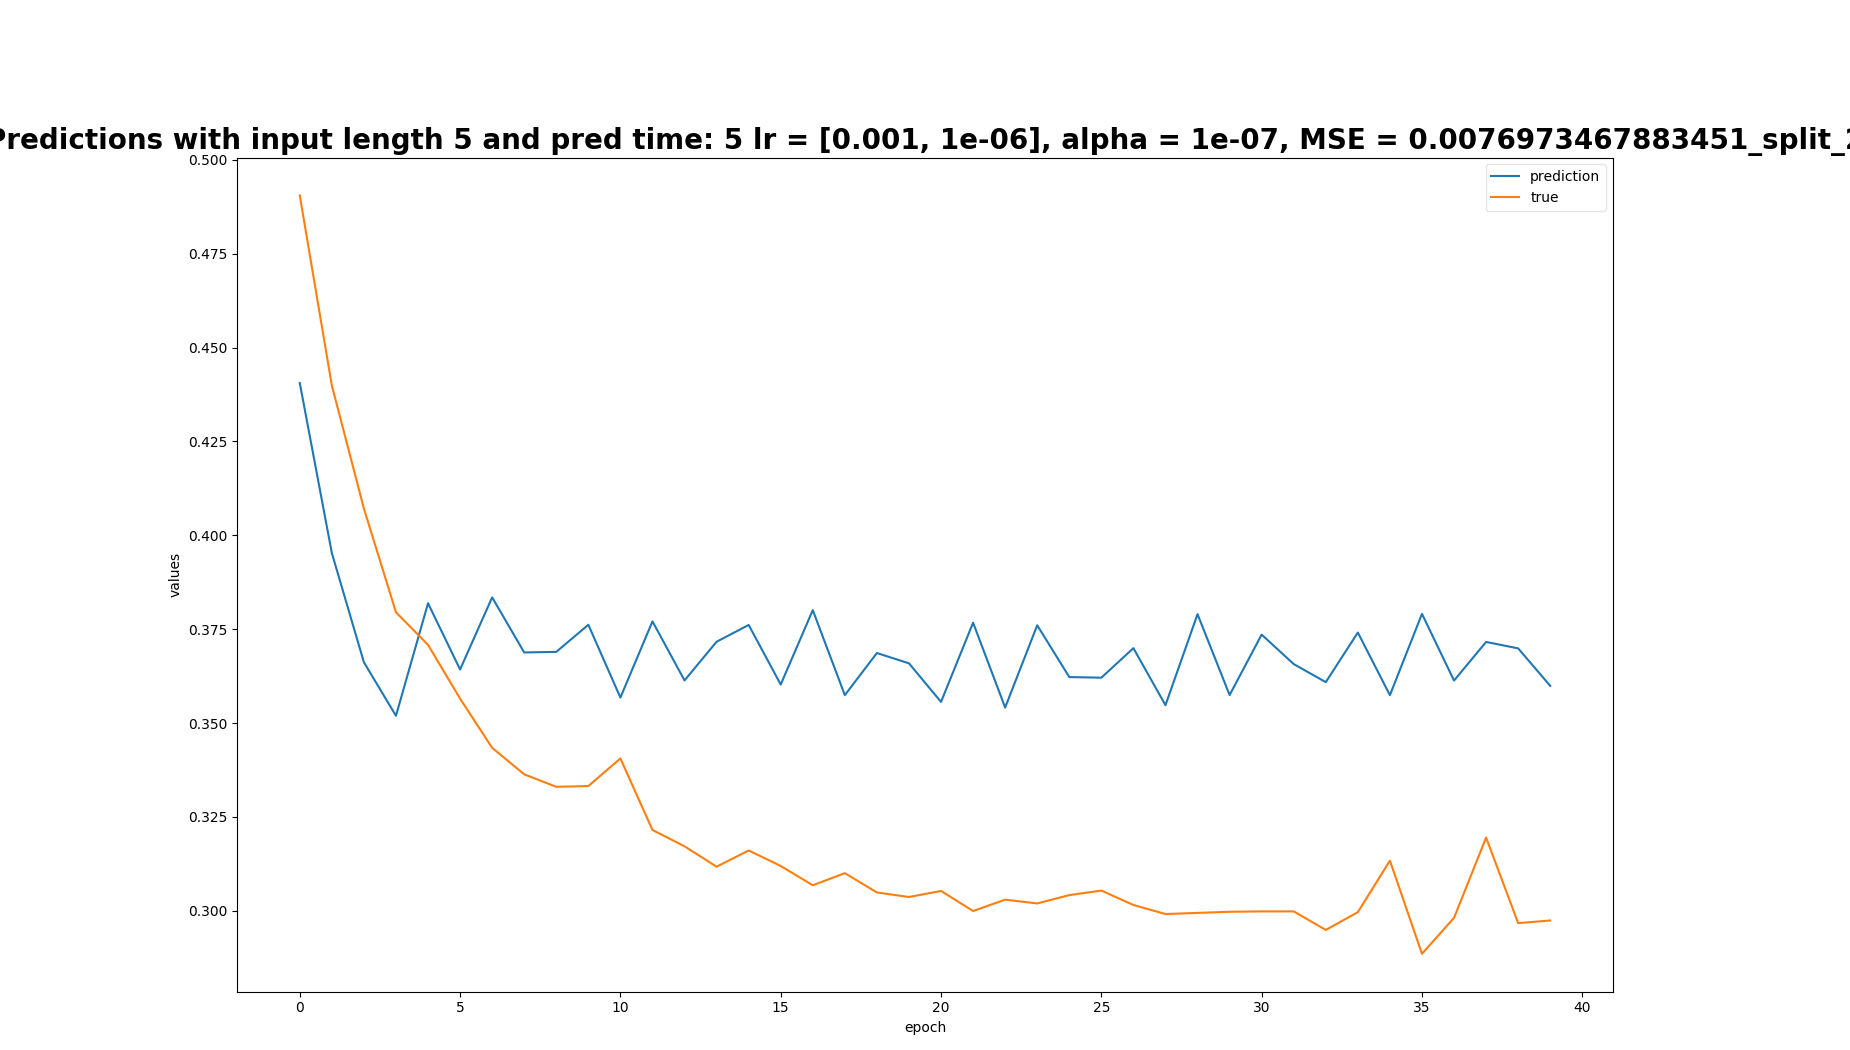 Predictions with input length 5 and pred time: 5 lr = [0.001, 1e-06], alpha = 1e-07, MSE = 0.0076973467883451_split_2
prediction
true
0.500
0.475
0.450
0.425
0.400
0.375
0.350
0.325
0.300
values
0 5 10 15 20 25 30 35 40
epoch